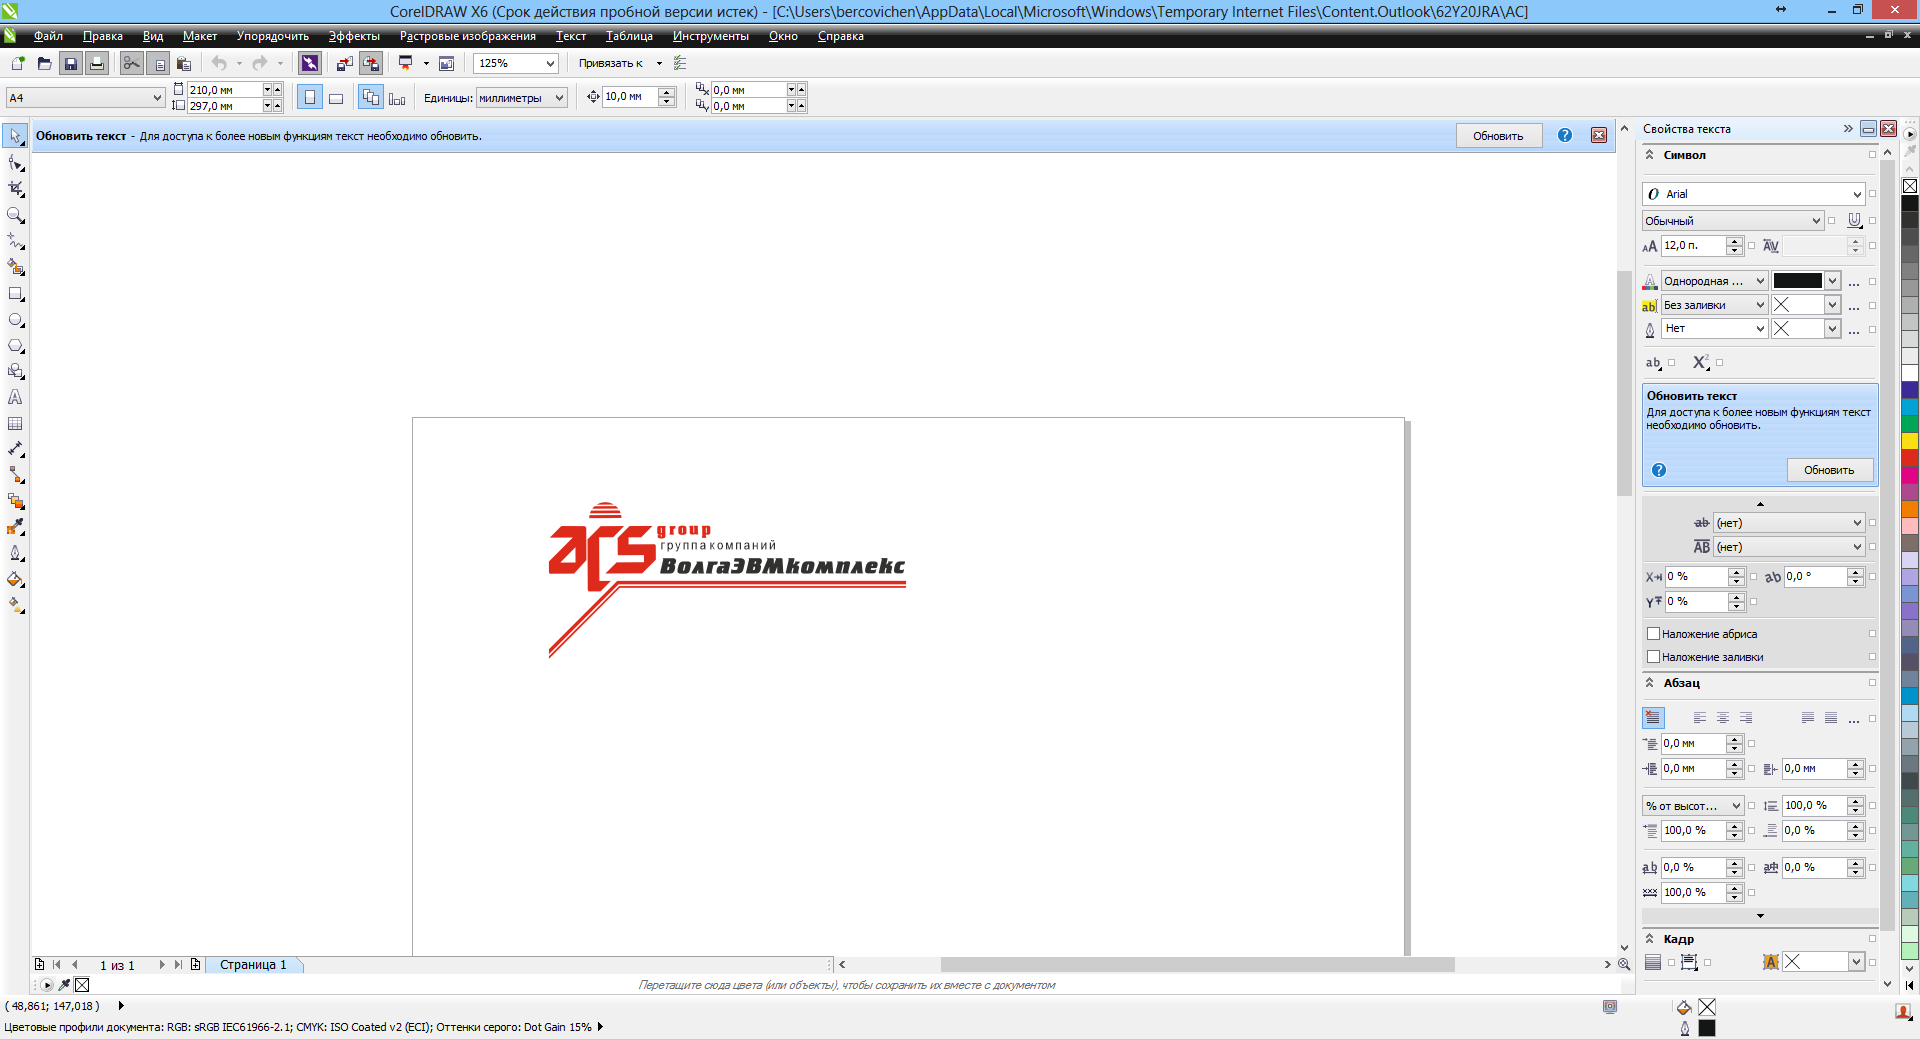 CorelDRAW X6 (Срок действия пробной версии истек) - [C:\Users\bercovichen\AppData\Local\Microsoft\Windows\Temporary Internet Files\Content.Outlook\62Y20JRA\AC]
Файл Правка Вид Макет Упорядочить Эффекты Растровые изображения Текст Таблица Инструменты Окно Справка
125% Привязать к
A4 210,0 мм 297,0 мм Единицы: миллиметры 10,0 мм 0,0 мм 0,0 мм
Обновить текст - Для доступа к более новым функциям текст необходимо обновить. Обновить
ACS group
группа компаний
ВолгаЭВМкомплекс
Свойства текста
Символ
Arial
Обычный
12,0 п.
Однородная ...
Без заливки
Нет
Обновить текст
Для доступа к более новым функциям текст
необходимо обновить.
Обновить
(нет)
(нет)
0 % 0,0 °
0 %
Наложение абриса
Наложение заливки
Абзац
0,0 мм
0,0 мм 0,0 мм
% от высот... 100,0 %
100,0 % 0,0 %
0,0 % 0,0 %
100,0 %
Кадр
1 из 1 Страница 1
Перетащите сюда цвета (или объекты), чтобы сохранить их вместе с документом
( 48,861; 147,018 )
Цветовые профили документа: RGB: sRGB IEC61966-2.1; CMYK: ISO Coated v2 (ECI); Оттенки серого: Dot Gain 15%